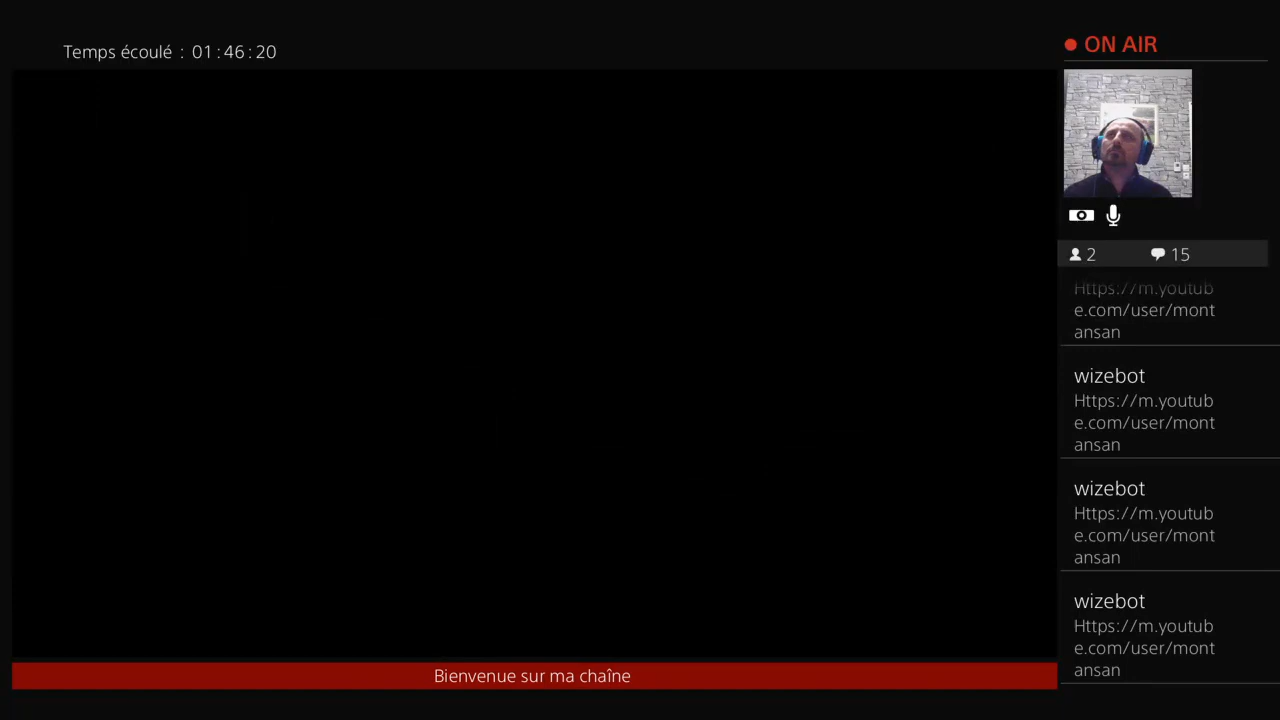 Temps écoulé : 01:46:20
ON AIR
2 15
Https://m.youtub
e.com/user/mont
ansan
wizebot
Https://m.youtub
e.com/user/mont
ansan
wizebot
Https://m.youtub
e.com/user/mont
ansan
wizebot
Https://m.youtub
e.com/user/mont
ansan
Bienvenue sur ma chaîne